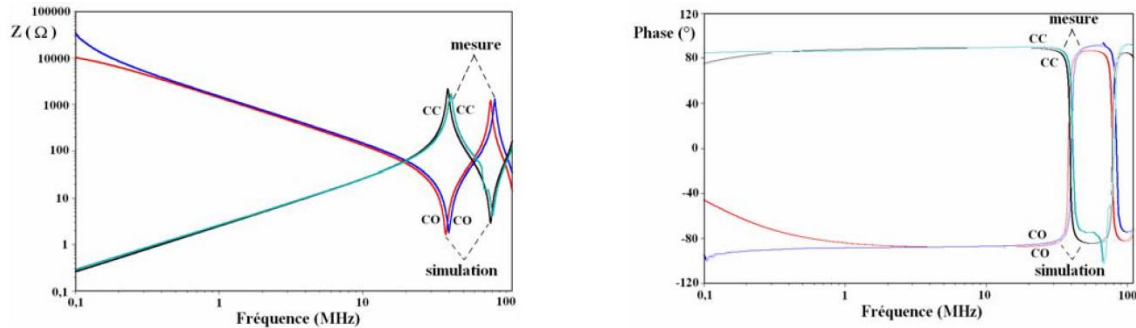 100000
Z (Ω)
10000
1000
100
10
1
0,1
mesure
CC CC
CO CO
simulation
0,1 1 10 100
Fréquence (MHz)
120
Phase (°)
80
40
0
-40
-80
-120
mesure
CC
CC
CO
CO
simulation
0.1 1 10 100
Fréquence (MHz)